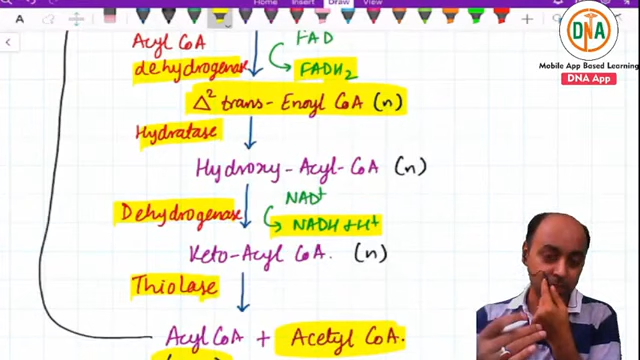 Home Insert Draw View
Acyl CoA
FAD
dehydrogenase
FADH2
Δ² trans - Enoyl CoA (n)
Hydratase
Hydroxy - Acyl - CoA (n)
NAD+
Dehydrogenase
NADH + H+
Keto - Acyl CoA. (n)
Thiolase
Acyl CoA + Acetyl CoA.
DNA
Mobile App Based Learning
DNA App